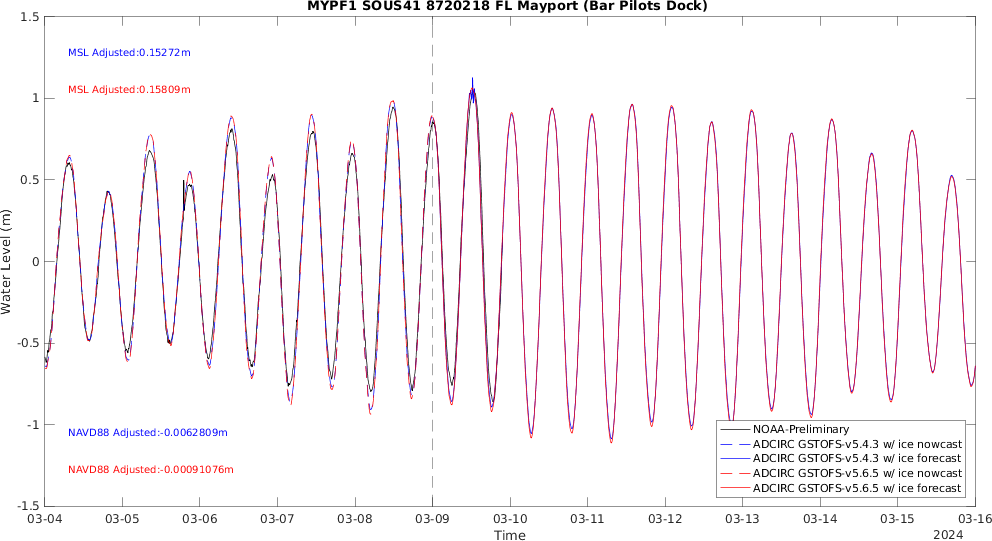 MYPF1 SOUS41 8720218 FL Mayport (Bar Pilots Dock)
1.5
1
0.5
0
-0.5
-1
-1.5
Water Level (m)
MSL Adjusted:0.15272m
MSL Adjusted:0.15809m
NAVD88 Adjusted:-0.0062809m
NAVD88 Adjusted:-0.00091076m
NOAA-Preliminary
ADCIRC GSTOFS-v5.4.3 w/ ice nowcast
ADCIRC GSTOFS-v5.4.3 w/ ice forecast
ADCIRC GSTOFS-v5.6.5 w/ ice nowcast
ADCIRC GSTOFS-v5.6.5 w/ ice forecast
03-04 03-05 03-06 03-07 03-08 03-09 03-10 03-11 03-12 03-13 03-14 03-15 03-16
Time
2024